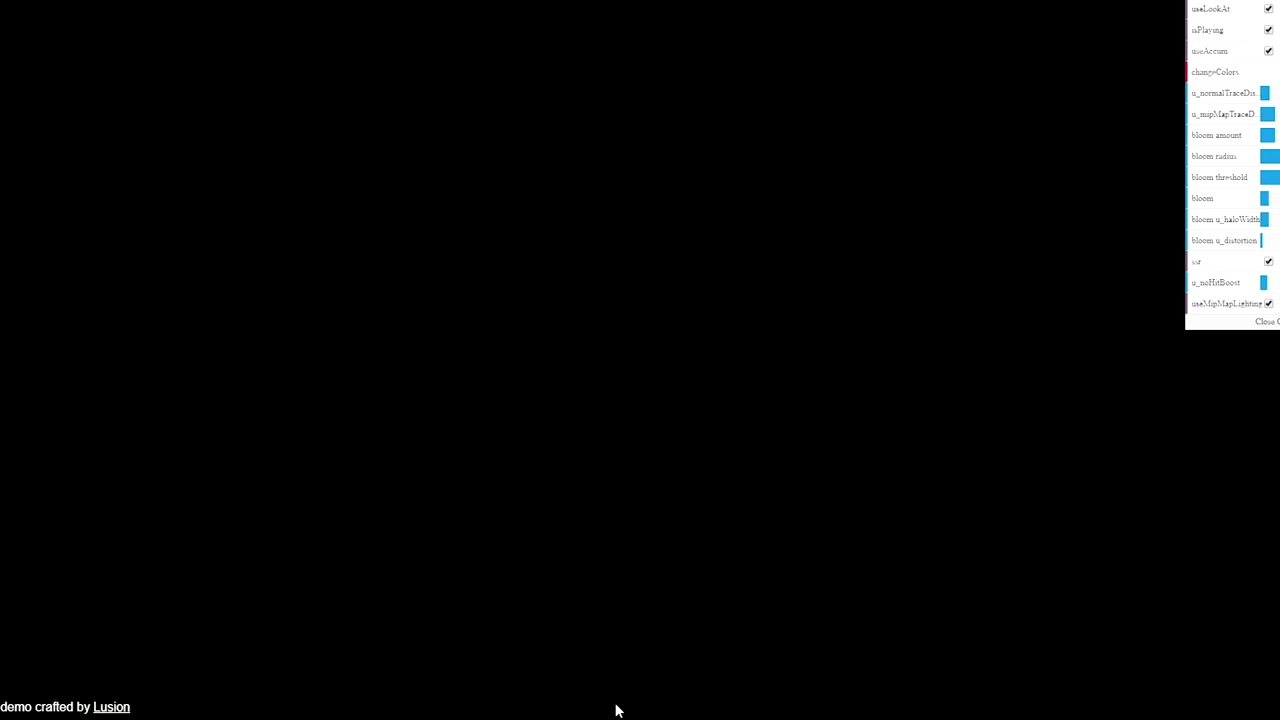 useLookAt
isPlaying
useAccum
changeColors
u_normalTraceDis..
u_mipMapTraceD..
bloom amount
bloom radius
bloom threshold
bloom
bloom u_haloWidth
bloom u_distortion
ssr
u_noHitBoost
useMipMapLighting
Close C
demo crafted by Lusion